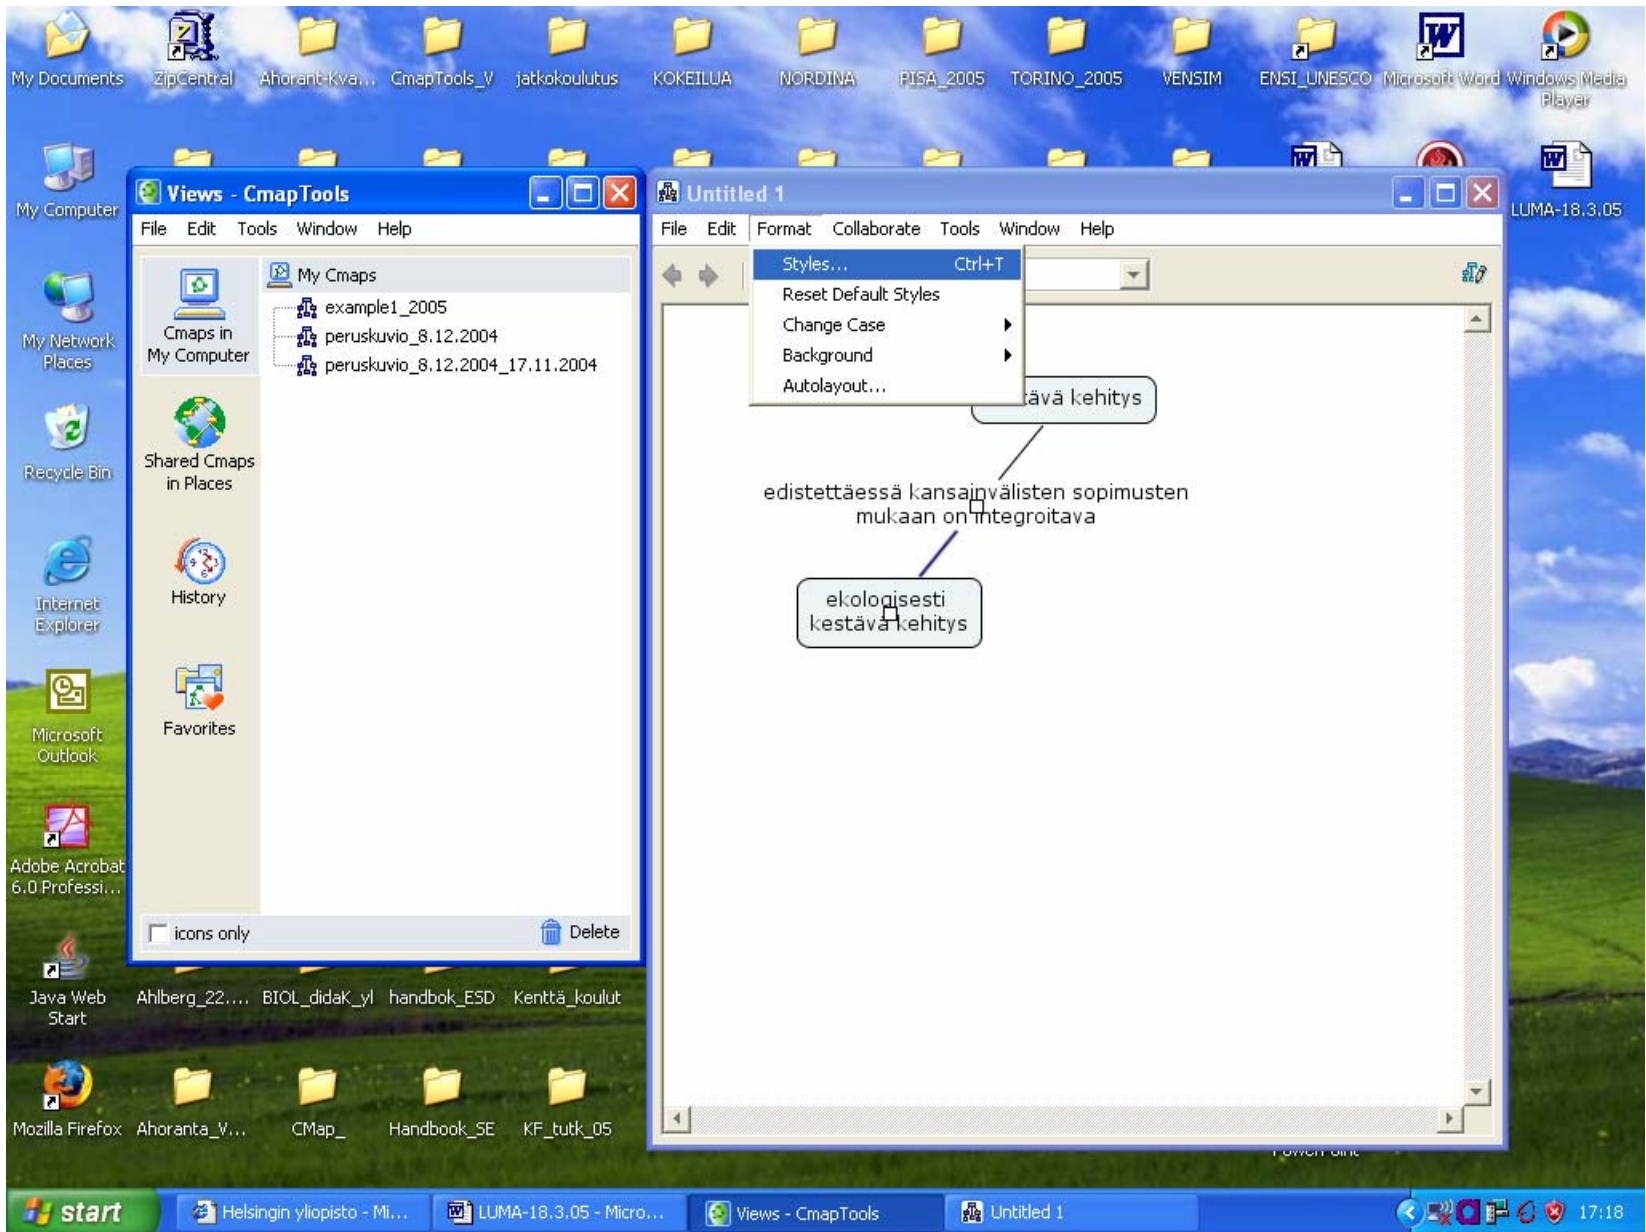 My Documents
ZipCentral
Ahorant-Kva...
CmapTools_V
jatkokoulutus
KOKEILUA
NORDINA
PISA_2005
TORINO_2005
VENSIM
ENSI_UNESCO
Microsoft Word
Windows Media
Player
My Computer
LUMA-18.3.05
My Network
Places
Recycle Bin
Internet
Explorer
Microsoft
Outlook
Adobe Acrobat
6.0 Professi...
Java Web
Start
Mozilla Firefox
Views - CmapTools
File Edit Tools Window Help
Cmaps in
My Computer
Shared Cmaps
in Places
History
Favorites
My Cmaps
example1_2005
peruskuvio_8.12.2004
peruskuvio_8.12.2004_17.11.2004
icons only
Delete
Untitled 1
File Edit Format Collaborate Tools Window Help
Styles... Ctrl+T
Reset Default Styles
Change Case
Background
Autolayout...
tävä kehitys
edistettäessä kansainvälisten sopimusten
mukaan on integroitava
ekologisesti
kestävä kehitys
Ahlberg_22....
BIOL_didaK_yl
handbok_ESD
Kenttä_koulut
Ahoranta_V...
CMap_
Handbook_SE
KF_tutk_05
PowerPoint
start
Helsingin yliopisto - Mi...
LUMA-18.3.05 - Micro...
Views - CmapTools
Untitled 1
17:18